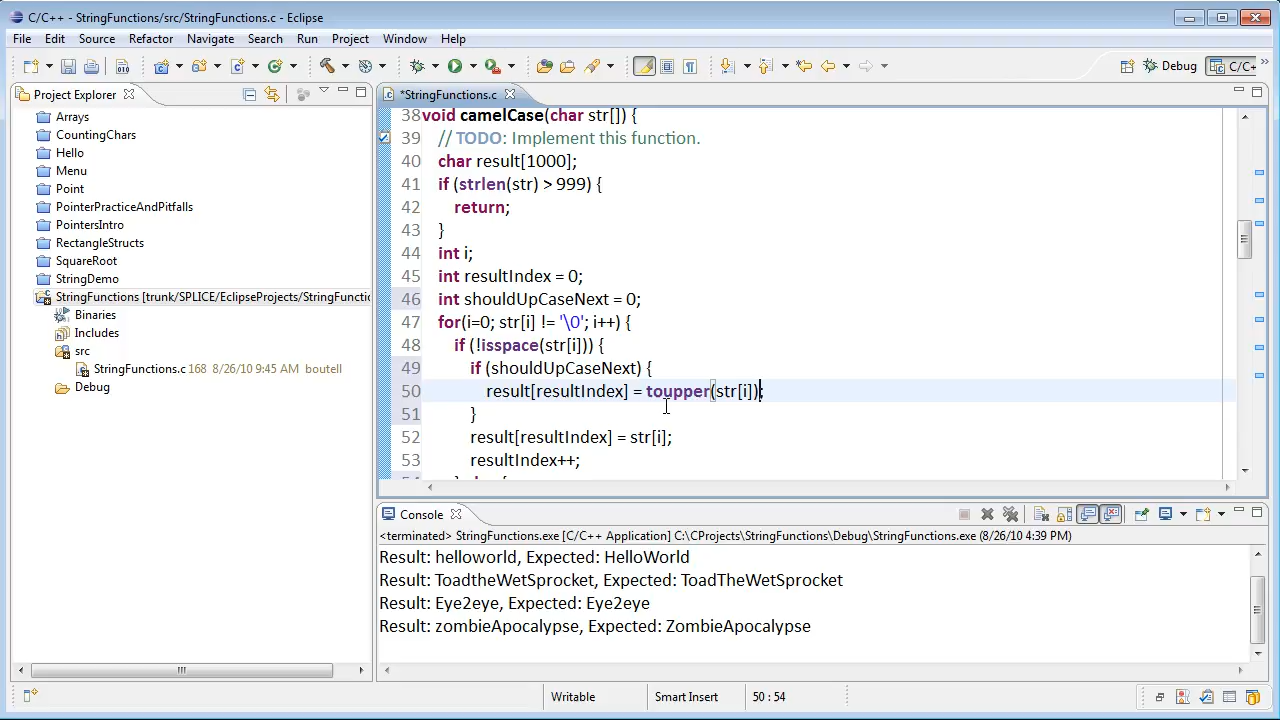 C/C++ - StringFunctions/src/StringFunctions.c - Eclipse
File Edit Source Refactor Navigate Search Run Project Window Help
Debug C/C++
Project Explorer
Arrays
CountingChars
Hello
Menu
Point
PointerPracticeAndPitfalls
PointersIntro
RectangleStructs
SquareRoot
StringDemo
StringFunctions [trunk/SPLICE/EclipseProjects/StringFuncti
Binaries
Includes
src
StringFunctions.c 168 8/26/10 9:45 AM boutell
Debug
*StringFunctions.c
38 void camelCase(char str[]) {
39 // TODO: Implement this function.
40 char result[1000];
41 if (strlen(str) > 999) {
42 return;
43 }
44 int i;
45 int resultIndex = 0;
46 int shouldUpCaseNext = 0;
47 for(i=0; str[i] != '\0'; i++) {
48 if (!isspace(str[i])) {
49 if (shouldUpCaseNext) {
50 result[resultIndex] = toupper(str[i]);
51 }
52 result[resultIndex] = str[i];
53 resultIndex++;
Console
<terminated> StringFunctions.exe [C/C++ Application] C:\CProjects\StringFunctions\Debug\StringFunctions.exe (8/26/10 4:39 PM)
Result: helloworld, Expected: HelloWorld
Result: ToadtheWetSprocket, Expected: ToadTheWetSprocket
Result: Eye2eye, Expected: Eye2eye
Result: zombieApocalypse, Expected: ZombieApocalypse
Writable Smart Insert 50 : 54